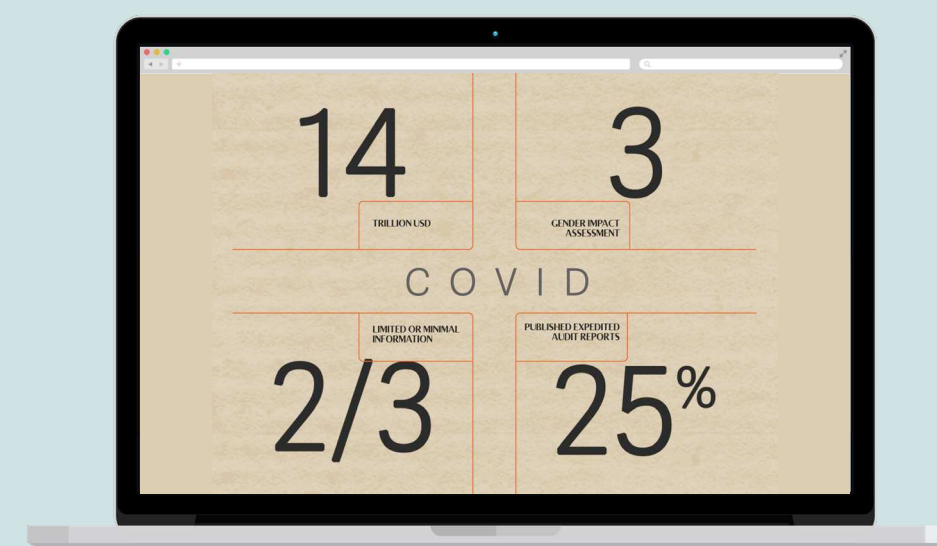 14
TRILLION USD
3
GENDER IMPACT
ASSESSMENT
COVID
LIMITED OR MINIMAL
INFORMATION
2/3
PUBLISHED EXPEDITED
AUDIT REPORTS
25%